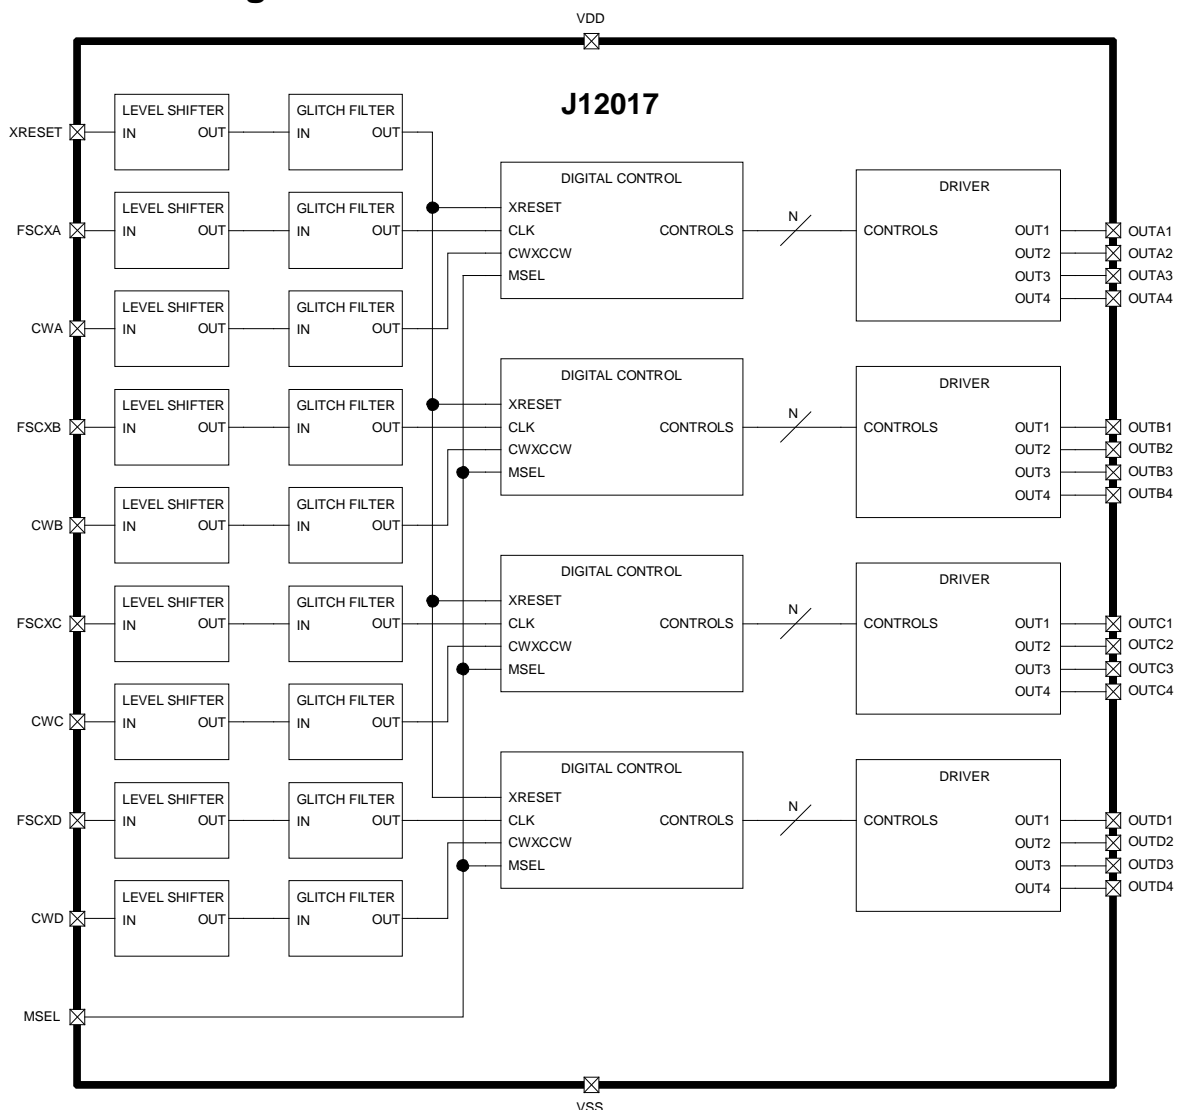 g
VDD
J12017
LEVEL SHIFTER
GLITCH FILTER
XRESET
IN OUT
IN OUT
DIGITAL CONTROL
DRIVER
XRESET
LEVEL SHIFTER
GLITCH FILTER
FSCXA
IN OUT
IN OUT
CLK
CONTROLS
N
CONTROLS
OUT1
OUTA1
CWXCCW
OUT2
OUTA2
MSEL
OUT3
OUTA3
OUT4
OUTA4
LEVEL SHIFTER
GLITCH FILTER
CWA
IN OUT
IN OUT
DIGITAL CONTROL
DRIVER
XRESET
LEVEL SHIFTER
GLITCH FILTER
FSCXB
IN OUT
IN OUT
CLK
CONTROLS
N
CONTROLS
OUT1
OUTB1
CWXCCW
OUT2
OUTB2
MSEL
OUT3
OUTB3
OUT4
OUTB4
LEVEL SHIFTER
GLITCH FILTER
CWB
IN OUT
IN OUT
DIGITAL CONTROL
DRIVER
XRESET
LEVEL SHIFTER
GLITCH FILTER
FSCXC
IN OUT
IN OUT
CLK
CONTROLS
N
CONTROLS
OUT1
OUTC1
CWXCCW
OUT2
OUTC2
MSEL
OUT3
OUTC3
OUT4
OUTC4
LEVEL SHIFTER
GLITCH FILTER
CWC
IN OUT
IN OUT
DIGITAL CONTROL
DRIVER
XRESET
LEVEL SHIFTER
GLITCH FILTER
FSCXD
IN OUT
IN OUT
CLK
CONTROLS
N
CONTROLS
OUT1
OUTD1
CWXCCW
OUT2
OUTD2
MSEL
OUT3
OUTD3
OUT4
OUTD4
LEVEL SHIFTER
GLITCH FILTER
CWD
IN OUT
IN OUT
MSEL
VSS